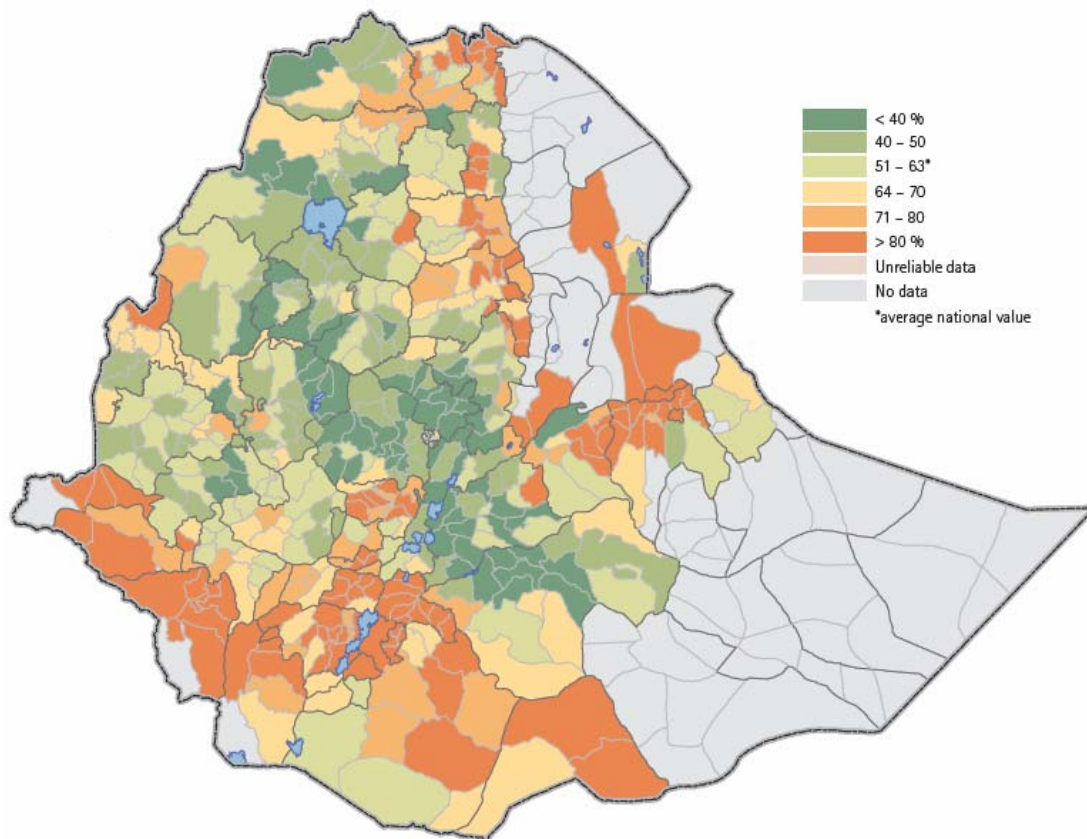 < 40 %
40 – 50
51 – 63*
64 – 70
71 – 80
> 80 %
Unreliable data
No data
*average national value